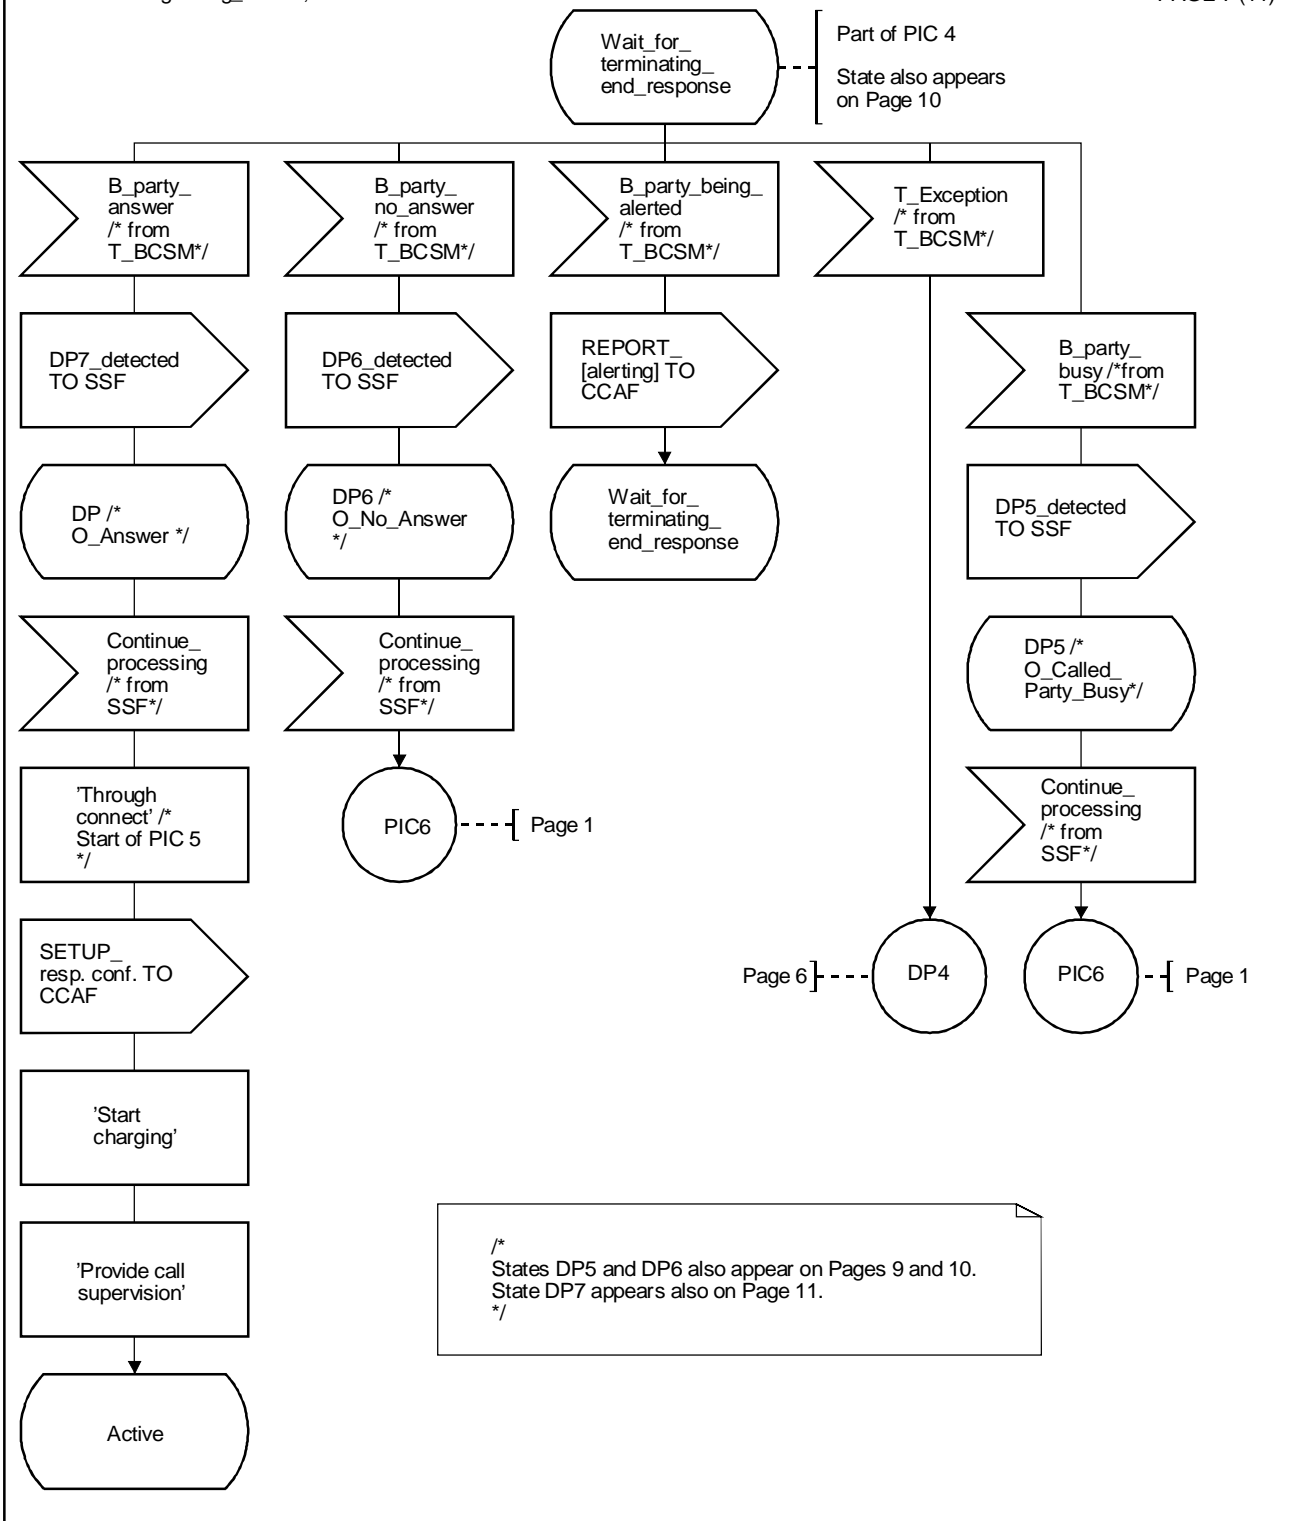 Wait_for_
terminating_
end_response
Part of PIC 4
State also appears
on Page 10
B_party_
answer
/* from
T_BCSM*/
B_party_
no_answer
/* from
T_BCSM*/
B_party_being_
alerted
/* from
T_BCSM*/
T_Exception
/* from
T_BCSM*/
DP7_detected
TO SSF
DP6_detected
TO SSF
REPORT_
[alerting] TO
CCAF
B_party_
busy /*from
T_BCSM*/
DP /*
O_Answer */
DP6 /*
O_No_Answer
*/
Wait_for_
terminating_
end_response
DP5_detected
TO SSF
Continue_
processing
/* from
SSF*/
Continue_
processing
/* from
SSF*/
DP5 /*
O_Called_
Party_Busy*/
'Through
connect' /*
Start of PIC 5
*/
PIC6
Page 1
Continue_
processing
/* from
SSF*/
SETUP_
resp. conf. TO
CCAF
Page 6
DP4
PIC6
Page 1
'Start
charging'
'Provide call
supervision'
/*
States DP5 and DP6 also appear on Pages 9 and 10.
State DP7 appears also on Page 11.
*/
Active